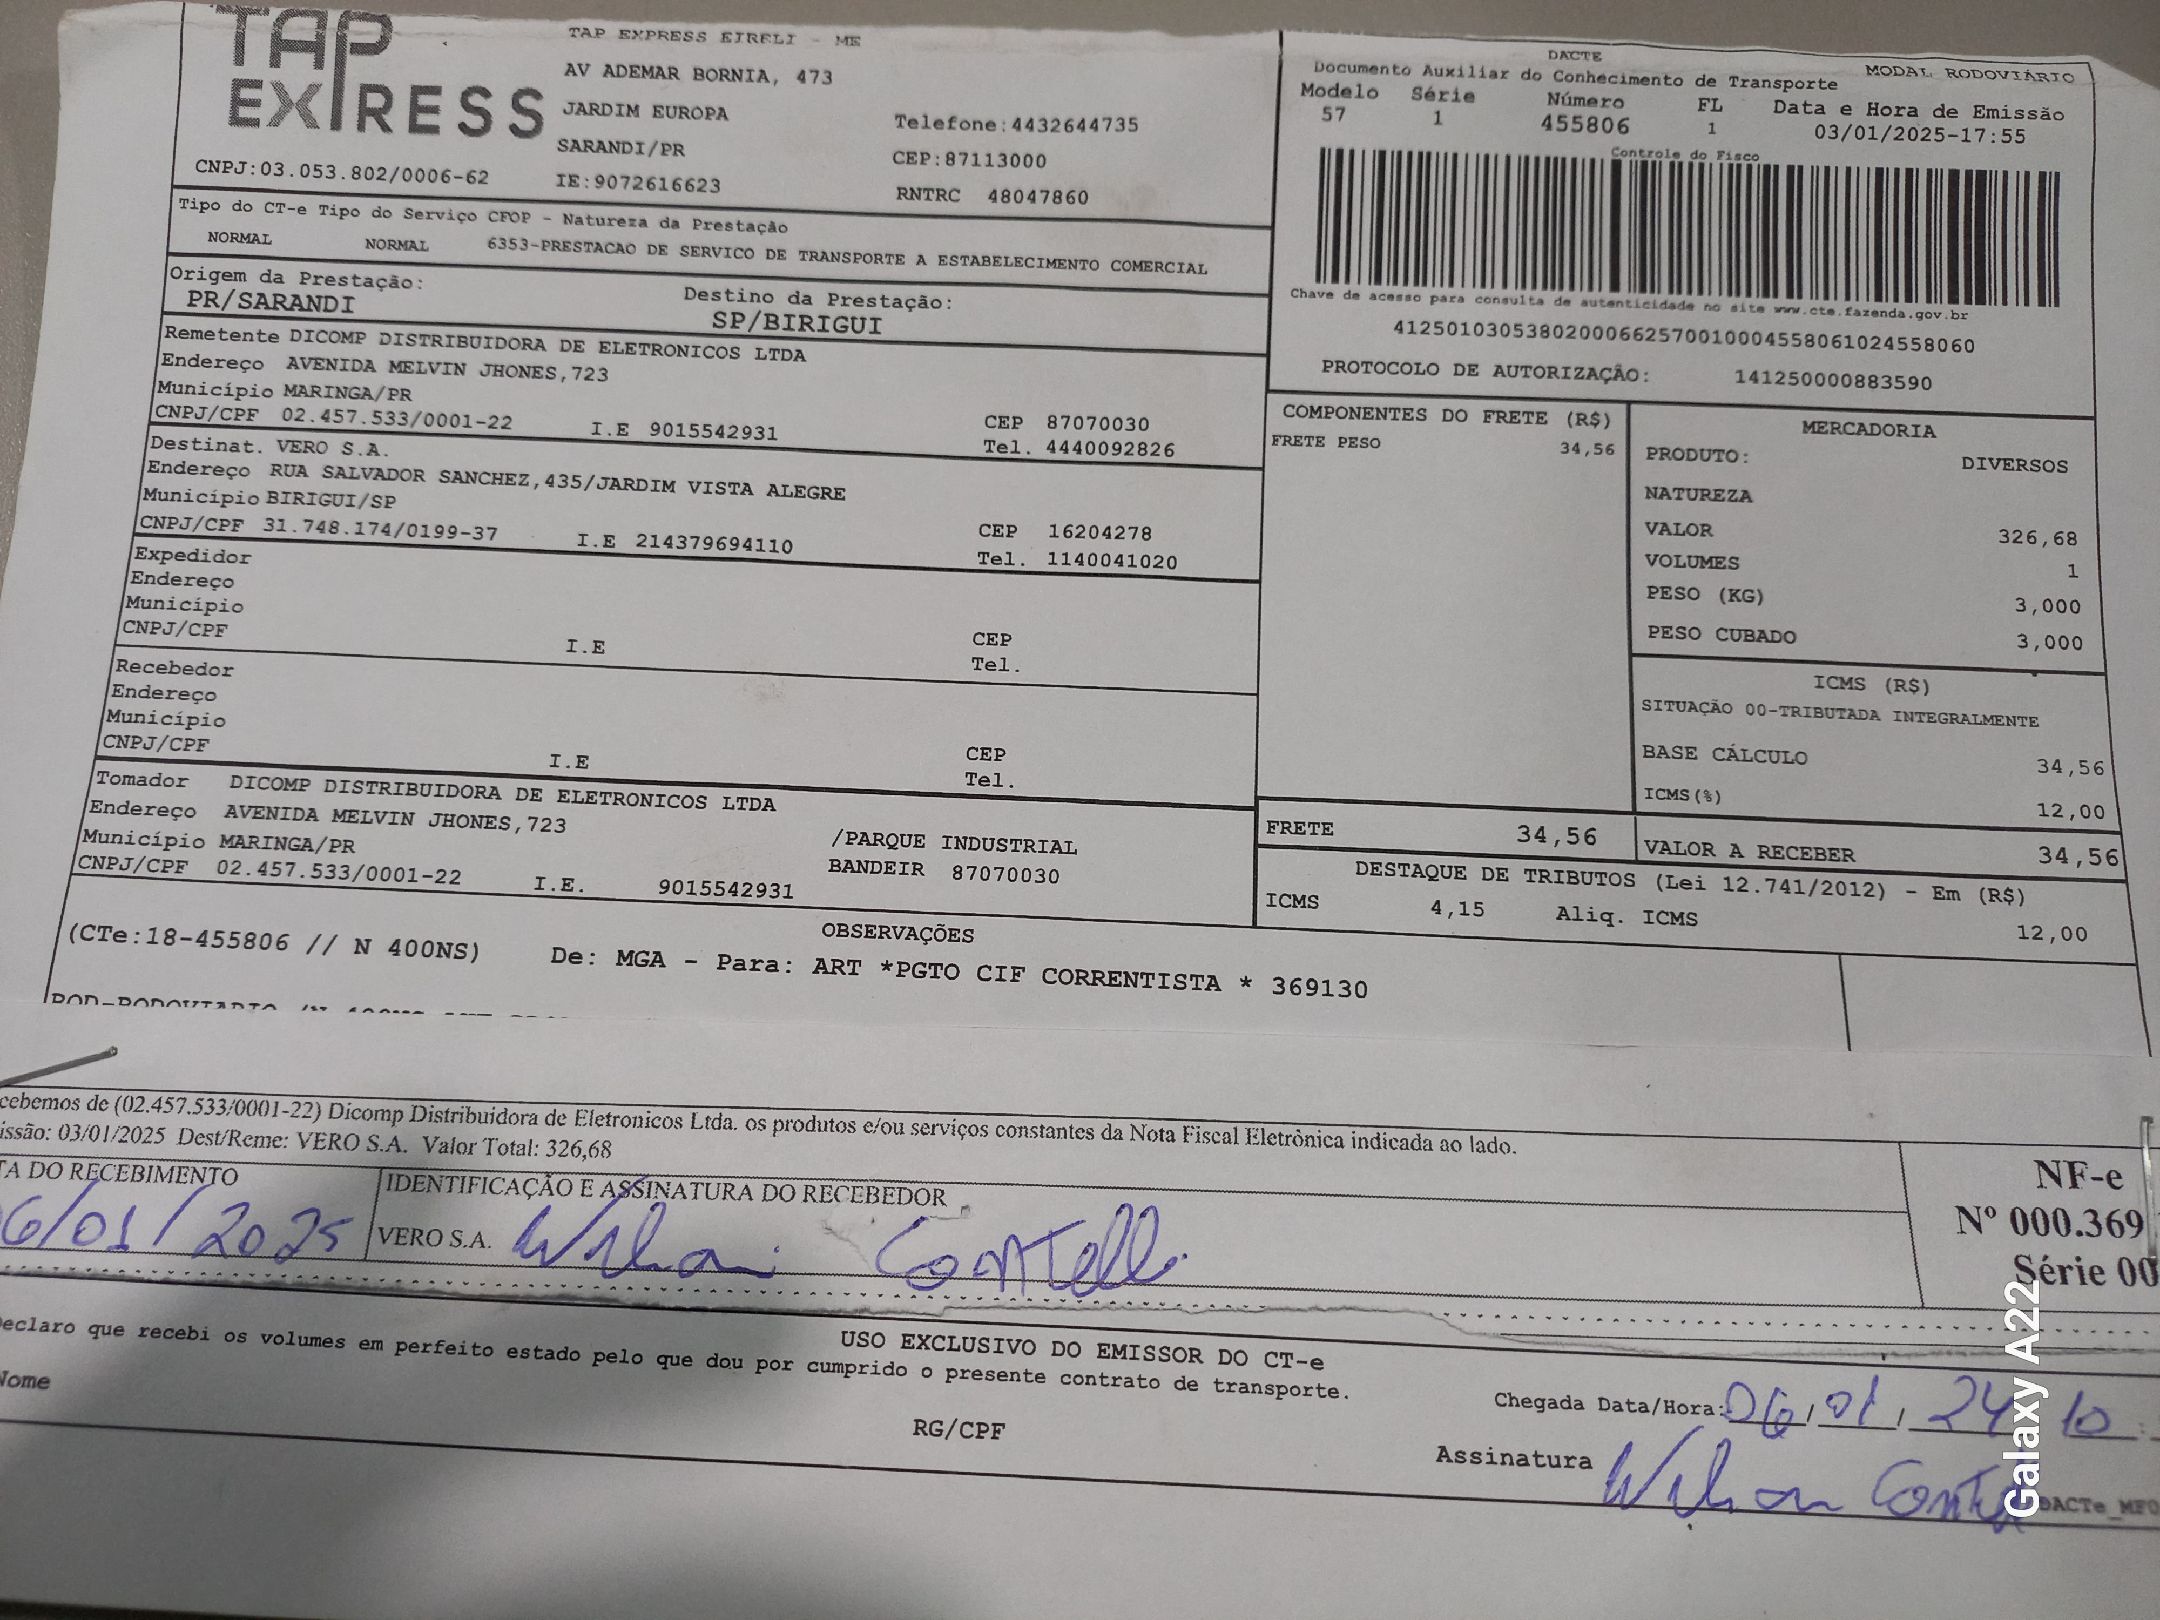 TAP EXPRESS
TAP EXPRESS EIRELI - ME
AV ADEMAR BORNIA, 473
JARDIM EUROPA
SARANDI/PR
CNPJ:03.053.802/0006-62 IE:9072616623
Telefone:4432644735
CEP:87113000
RNTRC 48047860
DACTE
Documento Auxiliar do Conhecimento de Transporte MODAL RODOVIÁRIO
Modelo Série Número FL Data e Hora de Emissão
57 1 455806 1 03/01/2025-17:55
Controle do Fisco
Chave de acesso para consulta de autenticidade no site www.cte.fazenda.gov.br
41250103053802000662570010004558061024558060
PROTOCOLO DE AUTORIZAÇÃO: 141250000883590
Tipo do CT-e Tipo do Serviço CFOP - Natureza da Prestação
NORMAL NORMAL 6353-PRESTACAO DE SERVICO DE TRANSPORTE A ESTABELECIMENTO COMERCIAL
Origem da Prestação: Destino da Prestação:
PR/SARANDI SP/BIRIGUI
Remetente DICOMP DISTRIBUIDORA DE ELETRONICOS LTDA
Endereço AVENIDA MELVIN JHONES,723
Município MARINGA/PR CEP 87070030
CNPJ/CPF 02.457.533/0001-22 I.E 9015542931 Tel. 4440092826
Destinat. VERO S.A.
Endereço RUA SALVADOR SANCHEZ,435/JARDIM VISTA ALEGRE
Município BIRIGUI/SP CEP 16204278
CNPJ/CPF 31.748.174/0199-37 I.E 214379694110 Tel. 1140041020
Expedidor
Endereço
Município CEP
CNPJ/CPF I.E Tel.
Recebedor
Endereço
Município CEP
CNPJ/CPF I.E Tel.
Tomador DICOMP DISTRIBUIDORA DE ELETRONICOS LTDA
Endereço AVENIDA MELVIN JHONES,723 /PARQUE INDUSTRIAL
Município MARINGA/PR BANDEIR 87070030
CNPJ/CPF 02.457.533/0001-22 I.E. 9015542931
COMPONENTES DO FRETE (R$)
FRETE PESO 34,56
MERCADORIA
PRODUTO: DIVERSOS
NATUREZA
VALOR 326,68
VOLUMES 1
PESO (KG) 3,000
PESO CUBADO 3,000
ICMS (R$)
SITUAÇÃO 00-TRIBUTADA INTEGRALMENTE
BASE CÁLCULO 34,56
ICMS(%) 12,00
FRETE 34,56 VALOR A RECEBER 34,56
DESTAQUE DE TRIBUTOS (Lei 12.741/2012) - Em (R$)
ICMS 4,15 Aliq. ICMS 12,00
OBSERVAÇÕES
(CTe:18-455806 // N 400NS) De: MGA - Para: ART *PGTO CIF CORRENTISTA * 369130
cebemos de (02.457.533/0001-22) Dicomp Distribuidora de Eletronicos Ltda. os produtos e/ou serviços constantes da Nota Fiscal Eletrônica indicada ao lado.
issão: 03/01/2025 Dest/Reme: VERO S.A. Valor Total: 326,68
TA DO RECEBIMENTO IDENTIFICAÇÃO E ASSINATURA DO RECEBEDOR
06/01/2025 VERO S.A. Wilson
NF-e
Nº 000.369
Série 00
USO EXCLUSIVO DO EMISSOR DO CT-e
Declaro que recebi os volumes em perfeito estado pelo que dou por cumprido o presente contrato de transporte.
Nome RG/CPF
Chegada Data/Hora: 06/01/24 10:
Assinatura Wilson
DACTe_MF0
Galaxy A22